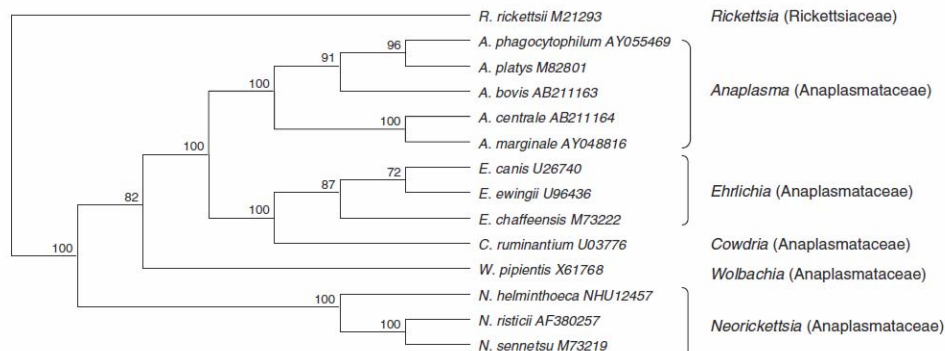 R. rickettsii M21293 Rickettsia (Rickettsiaceae)
A. phagocytophilum AY055469
96
A. platys M82801
91
A. bovis AB211163
Anaplasma (Anaplasmataceae)
100
A. centrale AB211164
100
A. marginale AY048816
100
E. canis U26740
72
E. ewingii U96436
87
Ehrlichia (Anaplasmataceae)
82
E. chaffeensis M73222
100
C. ruminantium U03776 Cowdria (Anaplasmataceae)
100
W. pipientis X61768 Wolbachia (Anaplasmataceae)
N. helminthoeca NHU12457
100
N. risticii AF380257
Neorickettsia (Anaplasmataceae)
100
N. sennetsu M73219